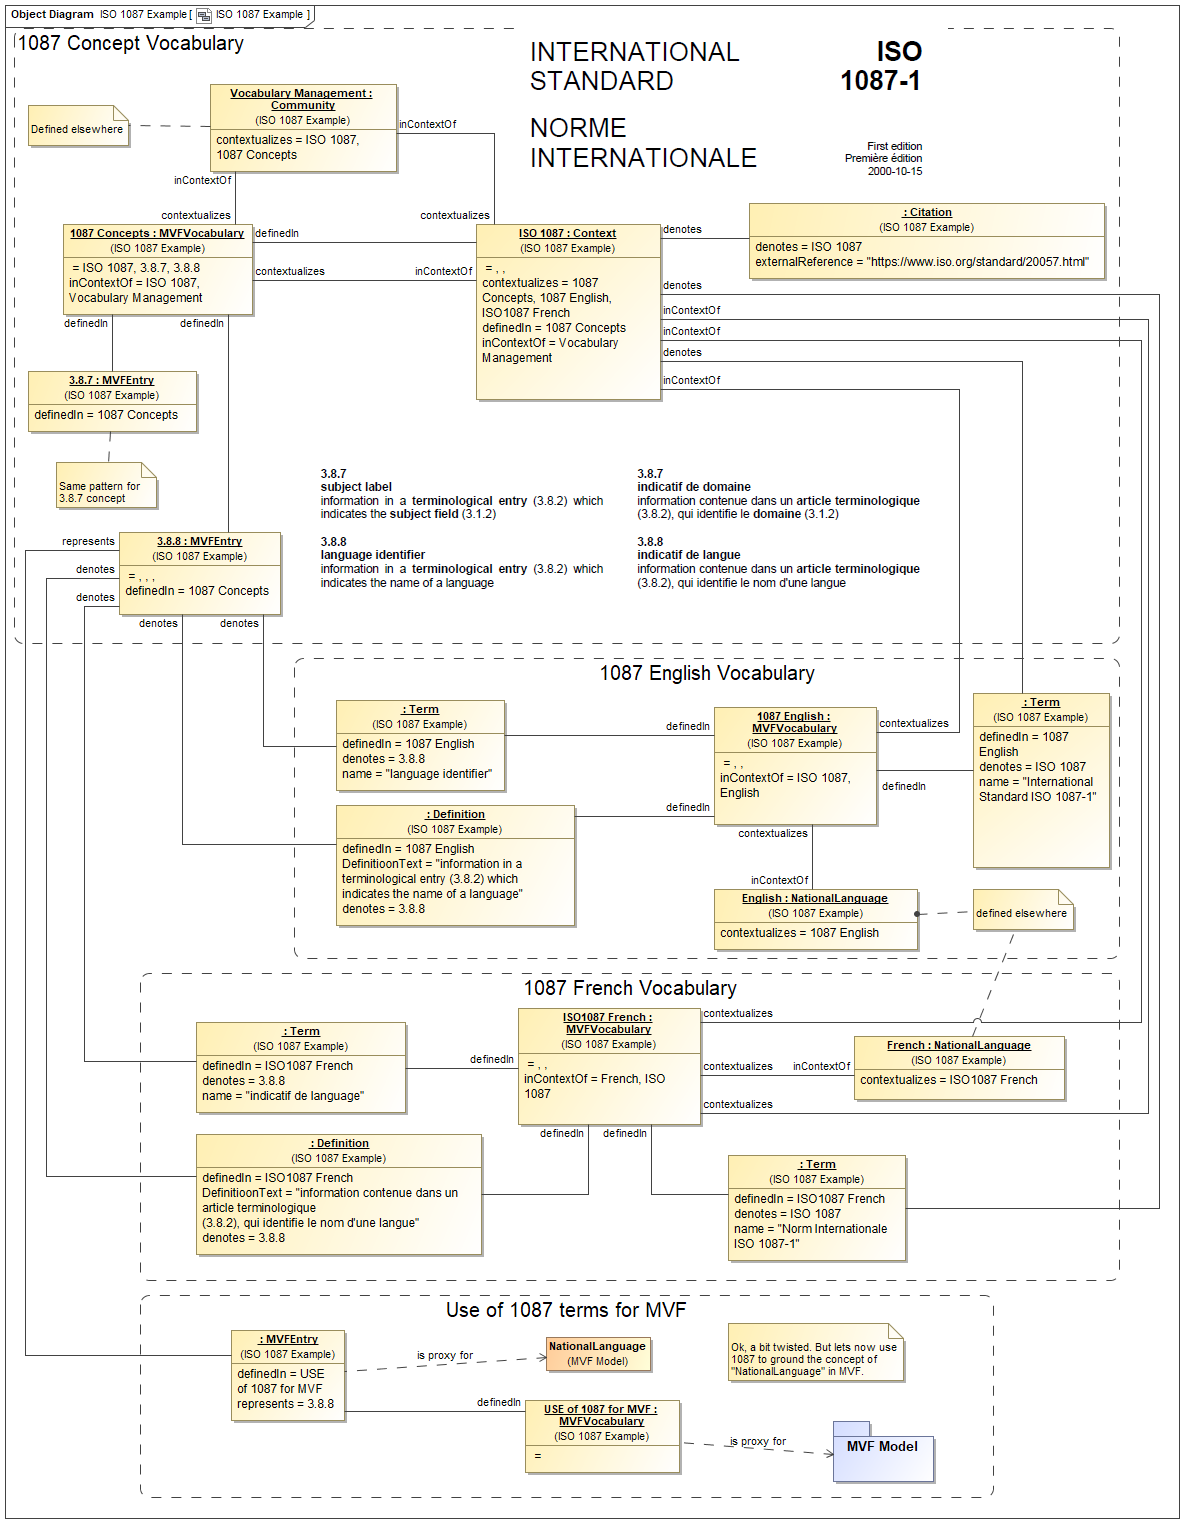 Object Diagram ISO 1087 Example [ ISO 1087 Example ]
1087 Concept Vocabulary
INTERNATIONAL
STANDARD
ISO
1087-1
NORME
INTERNATIONALE
First edition
Première édition
2000-10-15
Defined elsewhere
Vocabulary Management :
Community
(ISO 1087 Example)
contextualizes = ISO 1087,
1087 Concepts
inContextOf
inContextOf
contextualizes
contextualizes
1087 Concepts : MVFVocabulary
(ISO 1087 Example)
= ISO 1087, 3.8.7, 3.8.8
inContextOf = ISO 1087,
Vocabulary Management
definedIn
contextualizes
inContextOf
definedIn
definedIn
ISO 1087 : Context
(ISO 1087 Example)
= , ,
contextualizes = 1087
Concepts, 1087 English,
ISO1087 French
definedIn = 1087 Concepts
inContextOf = Vocabulary
Management
denotes
denotes
inContextOf
inContextOf
denotes
inContextOf
: Citation
(ISO 1087 Example)
denotes = ISO 1087
externalReference = "https://www.iso.org/standard/20057.html"
3.8.7 : MVFEntry
(ISO 1087 Example)
definedIn = 1087 Concepts
Same pattern for
3.8.7 concept
3.8.7
subject label
information in a terminological entry (3.8.2) which
indicates the subject field (3.1.2)
3.8.8
language identifier
information in a terminological entry (3.8.2) which
indicates the name of a language
3.8.7
indicatif de domaine
information contenue dans un article terminologique
(3.8.2), qui identifie le domaine (3.1.2)
3.8.8
indicatif de langue
information contenue dans un article terminologique
(3.8.2), qui identifie le nom d'une langue
represents
denotes
denotes
3.8.8 : MVFEntry
(ISO 1087 Example)
= , , ,
definedIn = 1087 Concepts
denotes
denotes
1087 English Vocabulary
: Term
(ISO 1087 Example)
definedIn = 1087 English
denotes = 3.8.8
name = "language identifier"
definedIn
1087 English :
MVFVocabulary
(ISO 1087 Example)
= , ,
inContextOf = ISO 1087,
English
contextualizes
definedIn
: Term
(ISO 1087 Example)
definedIn = 1087
English
denotes = ISO 1087
name = "International
Standard ISO 1087-1"
: Definition
(ISO 1087 Example)
definedIn = 1087 English
DefinitioonText = "information in a
terminological entry (3.8.2) which
indicates the name of a language"
denotes = 3.8.8
definedIn
contextualizes
inContextOf
English : NationalLanguage
(ISO 1087 Example)
contextualizes = 1087 English
defined elsewhere
1087 French Vocabulary
: Term
(ISO 1087 Example)
definedIn = ISO1087 French
denotes = 3.8.8
name = "indicatif de language"
definedIn
ISO1087 French :
MVFVocabulary
(ISO 1087 Example)
= , ,
inContextOf = French, ISO
1087
contextualizes
contextualizes
inContextOf
contextualizes
French : NationalLanguage
(ISO 1087 Example)
contextualizes = ISO1087 French
definedIn
definedIn
: Definition
(ISO 1087 Example)
definedIn = ISO1087 French
DefinitioonText = "information contenue dans un
article terminologique
(3.8.2), qui identifie le nom d'une langue"
denotes = 3.8.8
: Term
(ISO 1087 Example)
definedIn = ISO1087 French
denotes = ISO 1087
name = "Norm Internationale
ISO 1087-1"
Use of 1087 terms for MVF
: MVFEntry
(ISO 1087 Example)
definedIn = USE
of 1087 for MVF
represents = 3.8.8
is proxy for
NationalLanguage
(MVF Model)
Ok, a bit twisted. But lets now use
1087 to ground the concept of
"NationalLanguage" in MVF.
definedIn
USE of 1087 for MVF :
MVFVocabulary
(ISO 1087 Example)
=
is proxy for
MVF Model